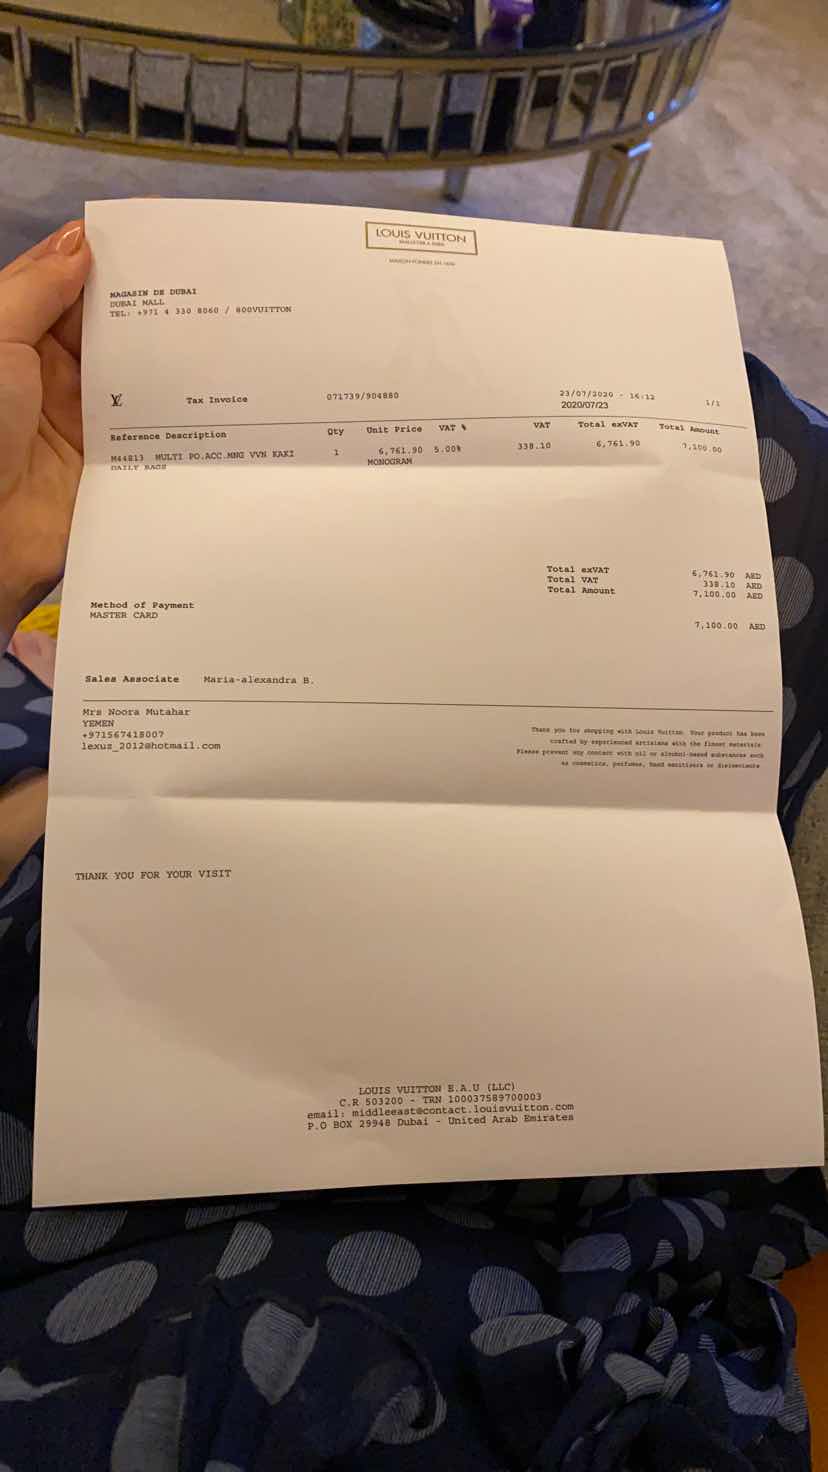 LOUIS VUITTON
MALLETIER A PARIS
MAISON FONDÉE EN 1854
MAGASIN DE DUBAI
DUBAI MALL
TEL: +971 4 330 8060 / 800VUITTON
LV Tax Invoice 071739/904880 23/07/2020 - 16:12 1/1
2020/07/23
Reference Description Qty Unit Price VAT % VAT Total exVAT Total Amount
M44813 MULTI PO.ACC.MNG VVN KAKI 1 6,761.90 5.00% 338.10 6,761.90 7,100.00
DAILY BAGS MONOGRAM
Total exVAT 6,761.90 AED
Total VAT 338.10 AED
Total Amount 7,100.00 AED
Method of Payment
MASTER CARD 7,100.00 AED
Sales Associate Maria-alexandra B.
Mrs Noora Mutahar
YEMEN
+971567418007
lexus_2012@hotmail.com
Thank you for shopping with Louis Vuitton. Your product has been
crafted by experienced artisians with the finest materials.
Please prevent any contact with oil or alcohol-based substances such
as cosmetics, perfumes, hand sanitizers or disinfectants
THANK YOU FOR YOUR VISIT
LOUIS VUITTON E.A.U (LLC)
C.R 503200 - TRN 100037589700003
email: middleeast@contact.louisvuitton.com
P.O BOX 29948 Dubai - United Arab Emirates